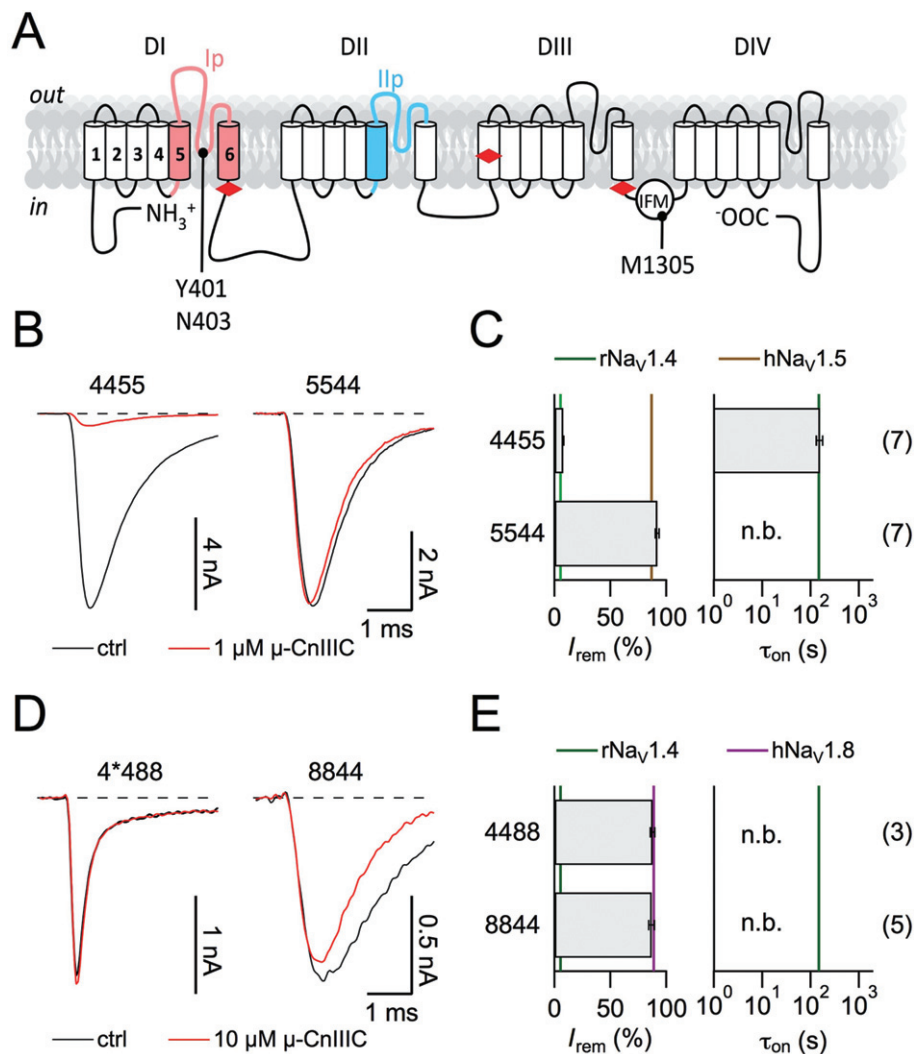 A
DI DII DIII DIV
Ip
IIp
out
1 2 3 4 5 6
in
NH3+
IFM
-OOC
Y401
N403
M1305
B
4455 5544
4 nA
2 nA
1 ms
ctrl 1 µM µ-CnIIIC
C
rNaV1.4 hNaV1.5
4455 (7)
5544 n.b. (7)
0 50 100 10^0 10^1 10^2 10^3
Irem (%) τon (s)
D
4*488 8844
1 nA
0.5 nA
1 ms
ctrl 10 µM µ-CnIIIC
E
rNaV1.4 hNaV1.8
4488 n.b. (3)
8844 n.b. (5)
0 50 100 10^0 10^1 10^2 10^3
Irem (%) τon (s)